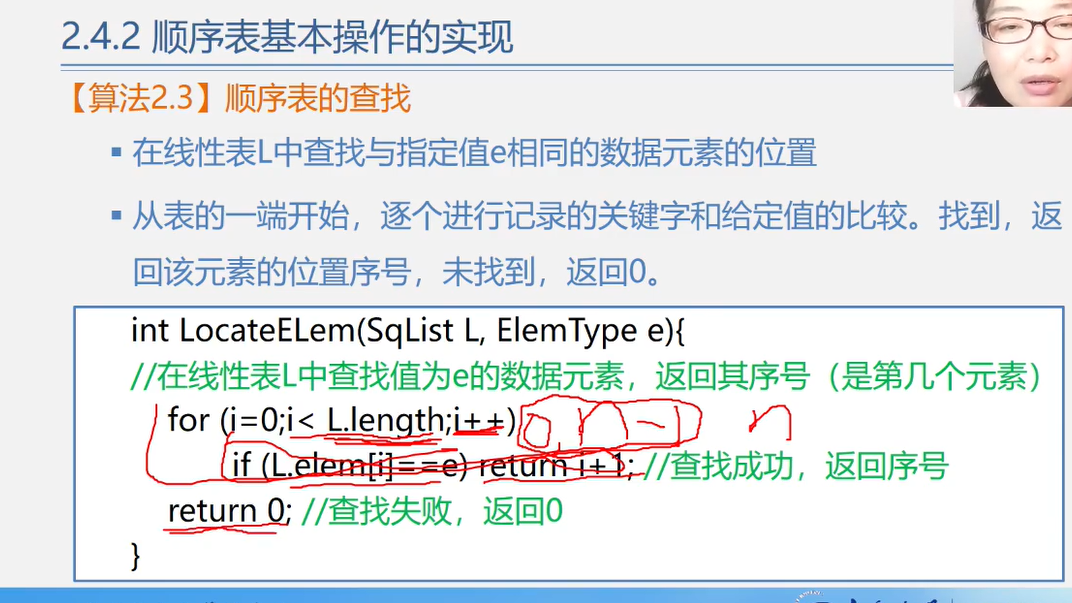 2.4.2 顺序表基本操作的实现
【算法2.3】顺序表的查找
▪ 在线性表L中查找与指定值e相同的数据元素的位置
▪ 从表的一端开始，逐个进行记录的关键字和给定值的比较。找到，返
回该元素的位置序号，未找到，返回0。
int LocateELem(SqList L, ElemType e){
//在线性表L中查找值为e的数据元素，返回其序号（是第几个元素）
for (i=0;i< L.length;i++) 0 n-1 n
if (L.elem[i]==e) return i+1; //查找成功，返回序号
return 0; //查找失败，返回0
}